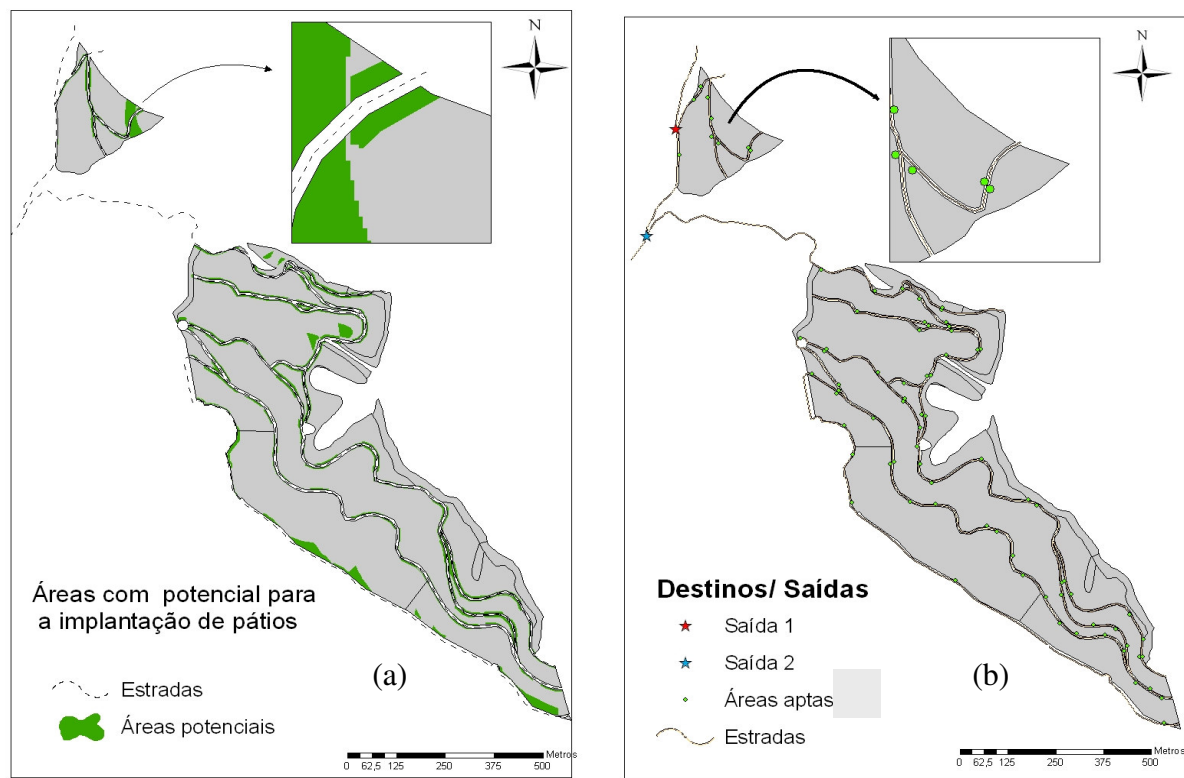 N
Áreas com potencial para
a implantação de pátios
Estradas
Áreas potenciais
(a)
Metros
0 62,5 125 250 375 500
N
Destinos/ Saídas
Saída 1
Saída 2
Áreas aptas
Estradas
(b)
Metros
0 62,5 125 250 375 500